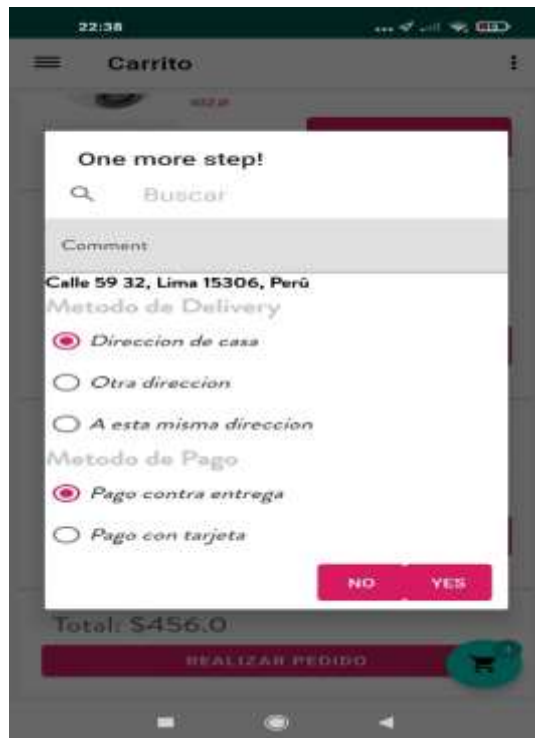 22:38
Carrito
One more step!
Buscar
Comment
Calle 59 32, Lima 15306, Perú
Metodo de Delivery
Direccion de casa
Otra direccion
A esta misma direccion
Metodo de Pago
Pago contra entrega
Pago con tarjeta
NO YES
Total: $456.0
REALIZAR PEDIDO